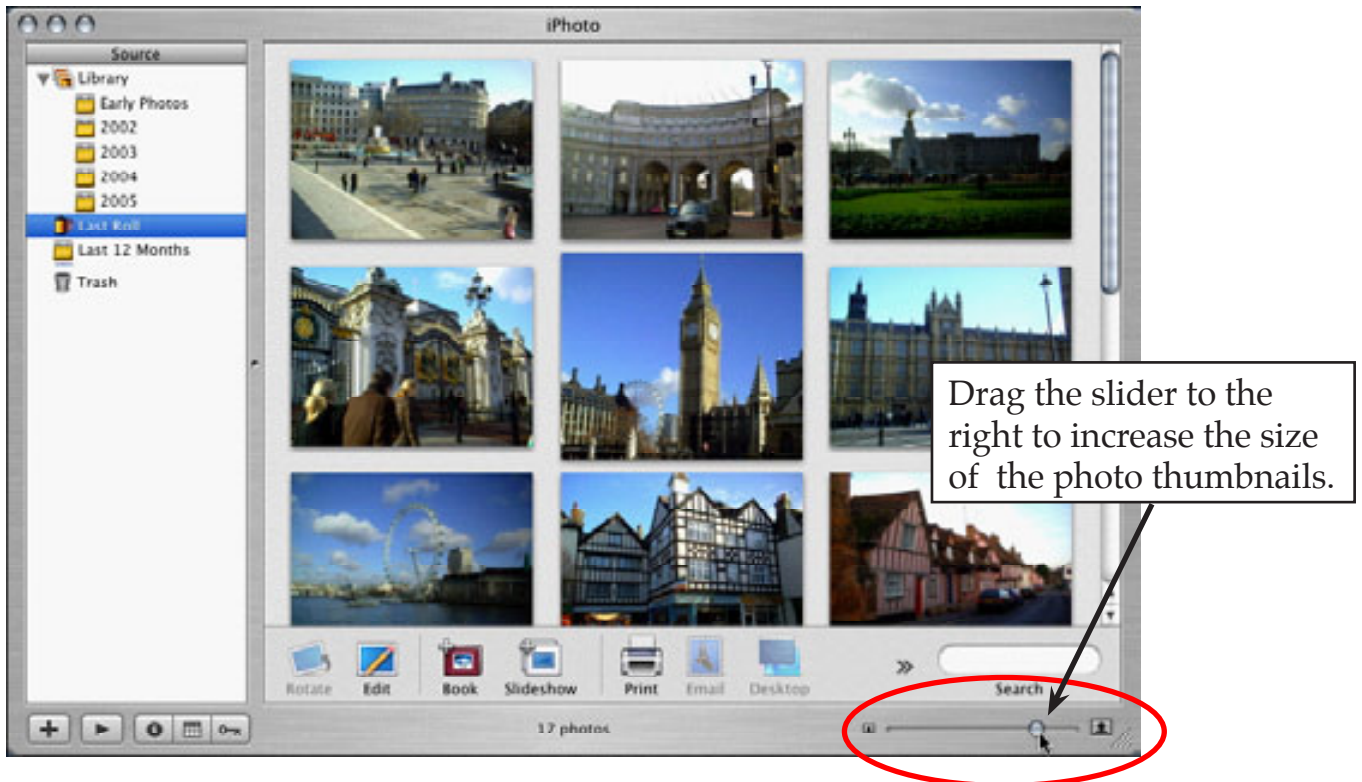 iPhoto
Source
Library
Early Photos
2002
2003
2004
2005
Last Roll
Last 12 Months
Trash
Drag the slider to the
right to increase the size
of the photo thumbnails.
Rotate
Edit
Book
Slideshow
Print
Email
Desktop
Search
17 photos